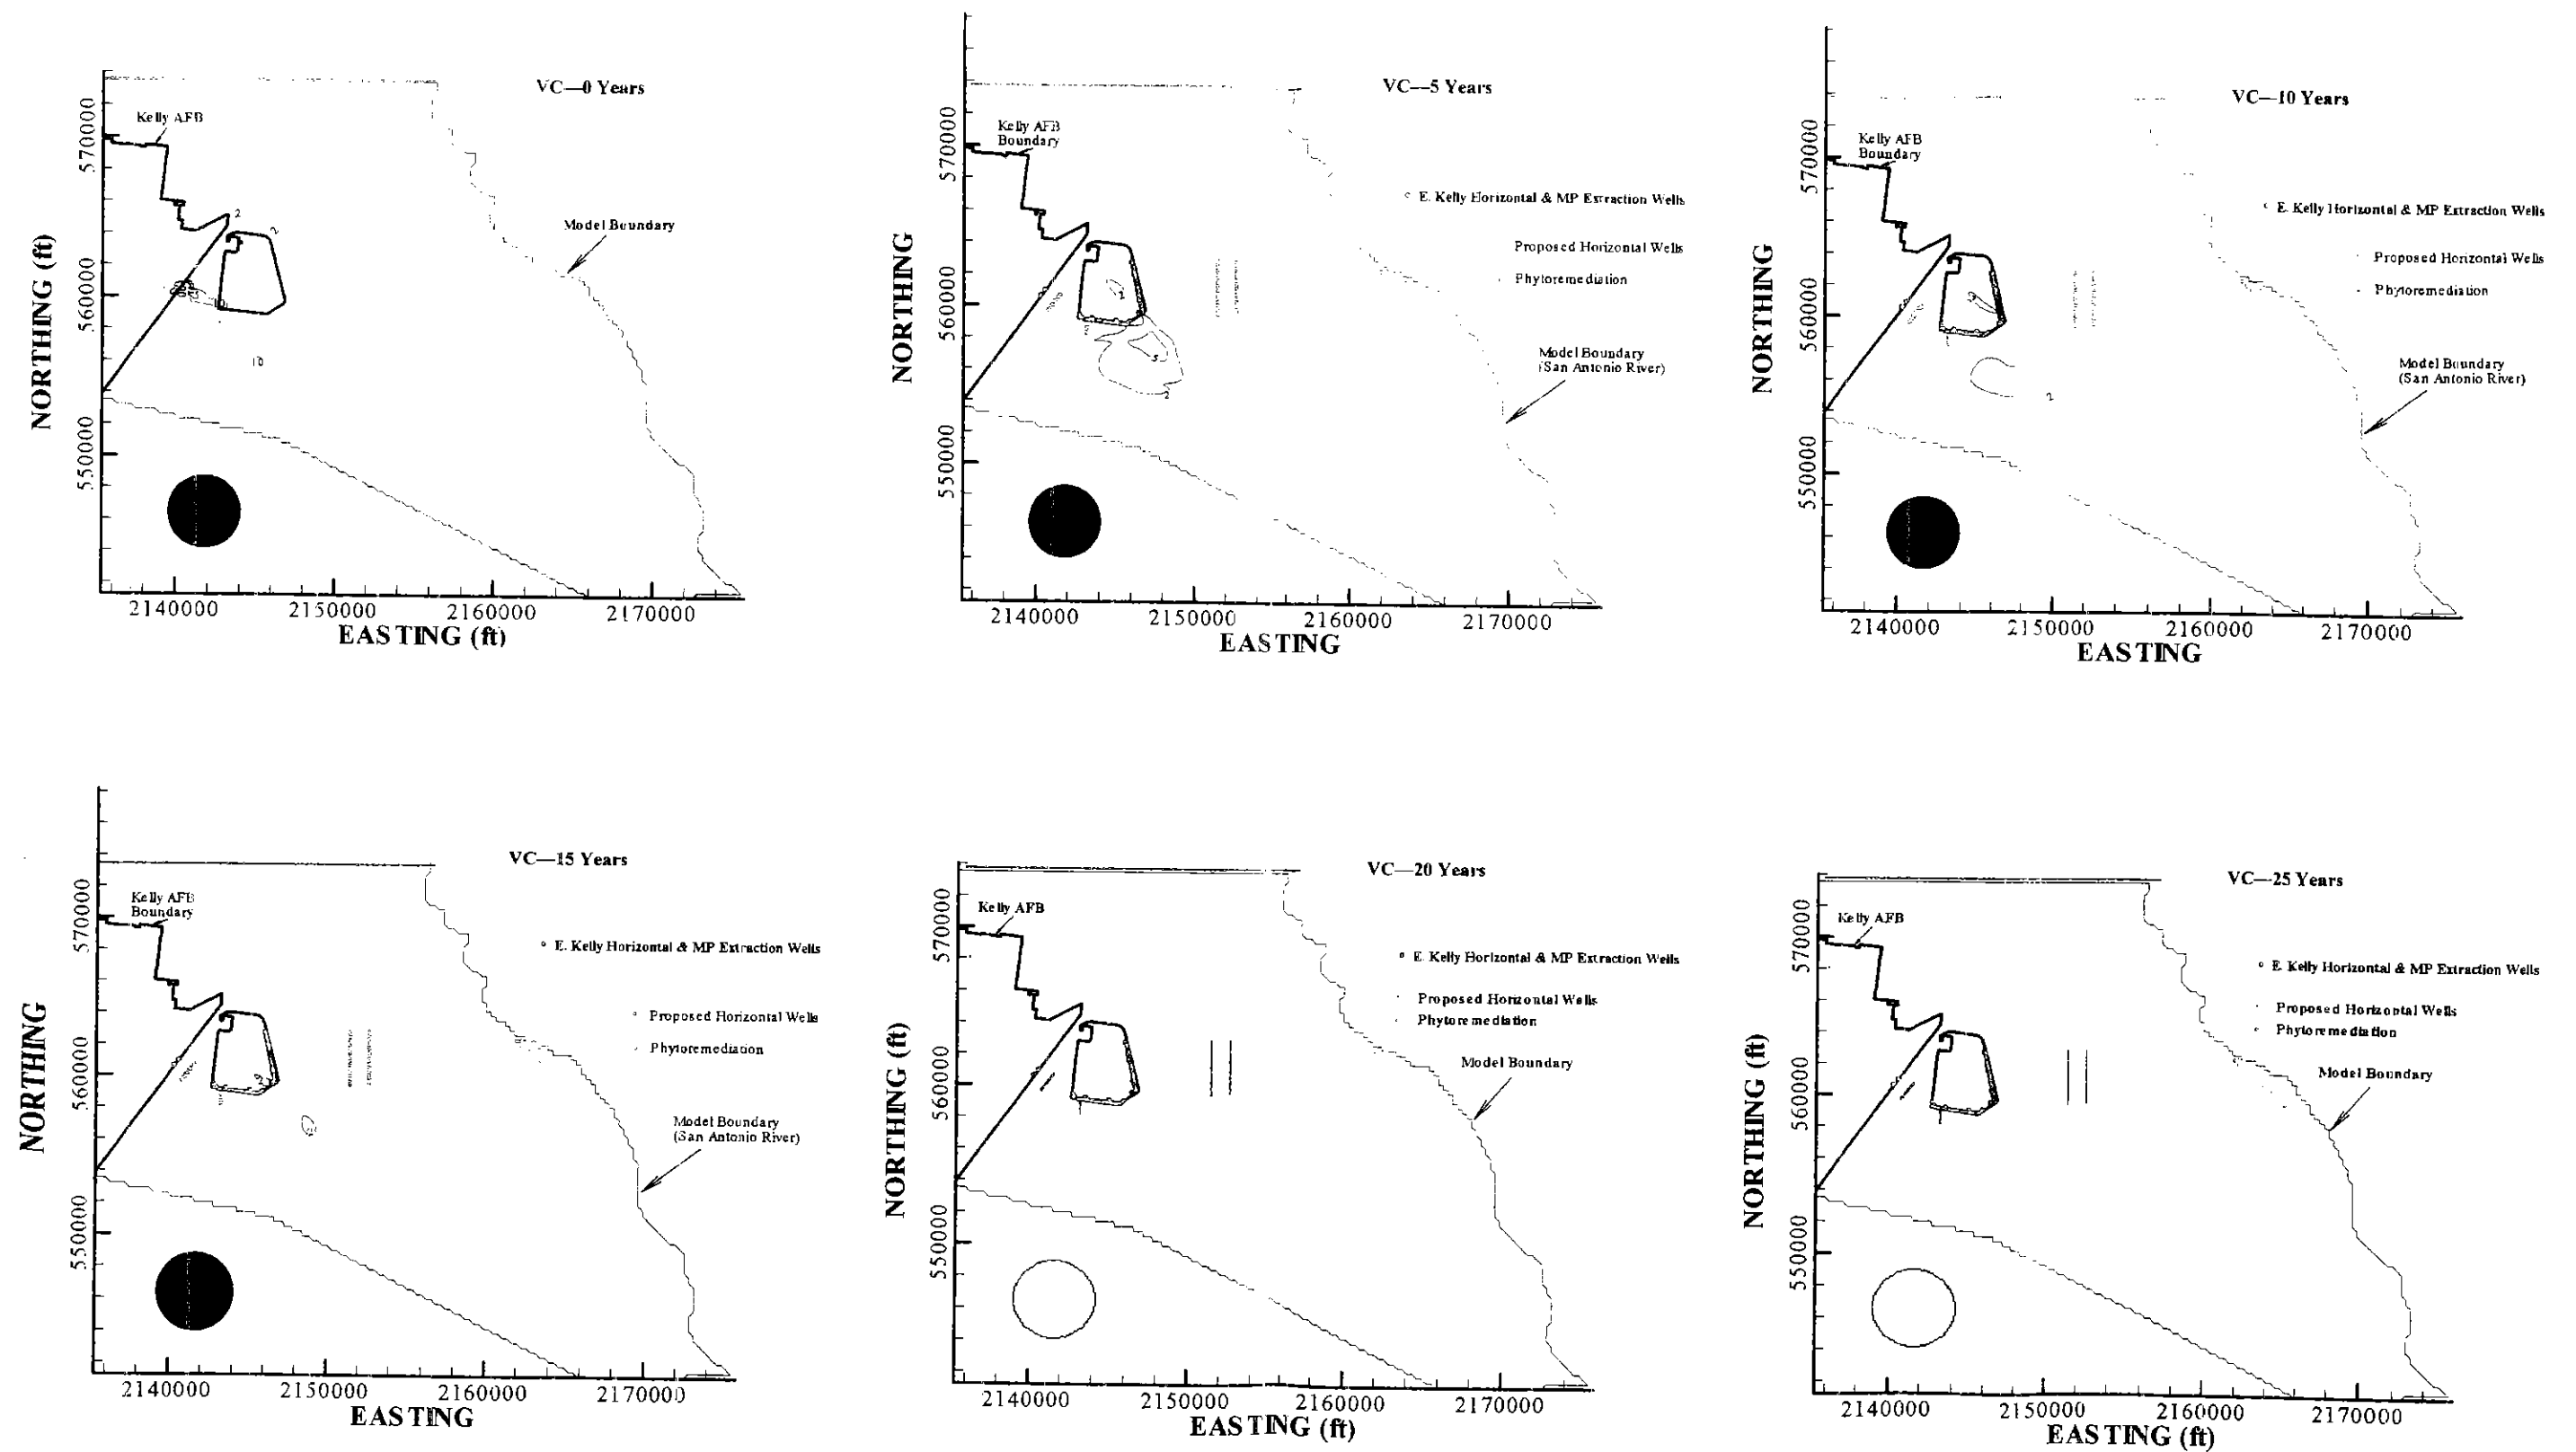 VC—0 Years
Kelly AFB
Model Boundary
NORTHING (ft)
570000
560000
550000
2
2
10
10
2140000 2150000 2160000 2170000
EASTING (ft)
VC—5 Years
Kelly AFB
Boundary
E. Kelly Horizontal & MP Extraction Wells
Proposed Horizontal Wells
Phytoremediation
Model Boundary
(San Antonio River)
NORTHING
570000
560000
550000
2
5
2
2140000 2150000 2160000 2170000
EASTING
VC—10 Years
Kelly AFB
Boundary
E. Kelly Horizontal & MP Extraction Wells
Proposed Horizontal Wells
Phytoremediation
Model Boundary
(San Antonio River)
NORTHING
570000
560000
550000
2
2140000 2150000 2160000 2170000
EASTING
VC—15 Years
Kelly AFB
Boundary
E. Kelly Horizontal & MP Extraction Wells
Proposed Horizontal Wells
Phytoremediation
Model Boundary
(San Antonio River)
NORTHING
570000
560000
550000
2140000 2150000 2160000 2170000
EASTING
VC—20 Years
Kelly AFB
E. Kelly Horizontal & MP Extraction Wells
Proposed Horizontal Wells
Phytoremediation
Model Boundary
NORTHING (ft)
570000
560000
550000
2140000 2150000 2160000 2170000
EASTING (ft)
VC—25 Years
Kelly AFB
E. Kelly Horizontal & MP Extraction Wells
Proposed Horizontal Wells
Phytoremediation
Model Boundary
NORTHING (ft)
570000
560000
550000
2140000 2150000 2160000 2170000
EASTING (ft)